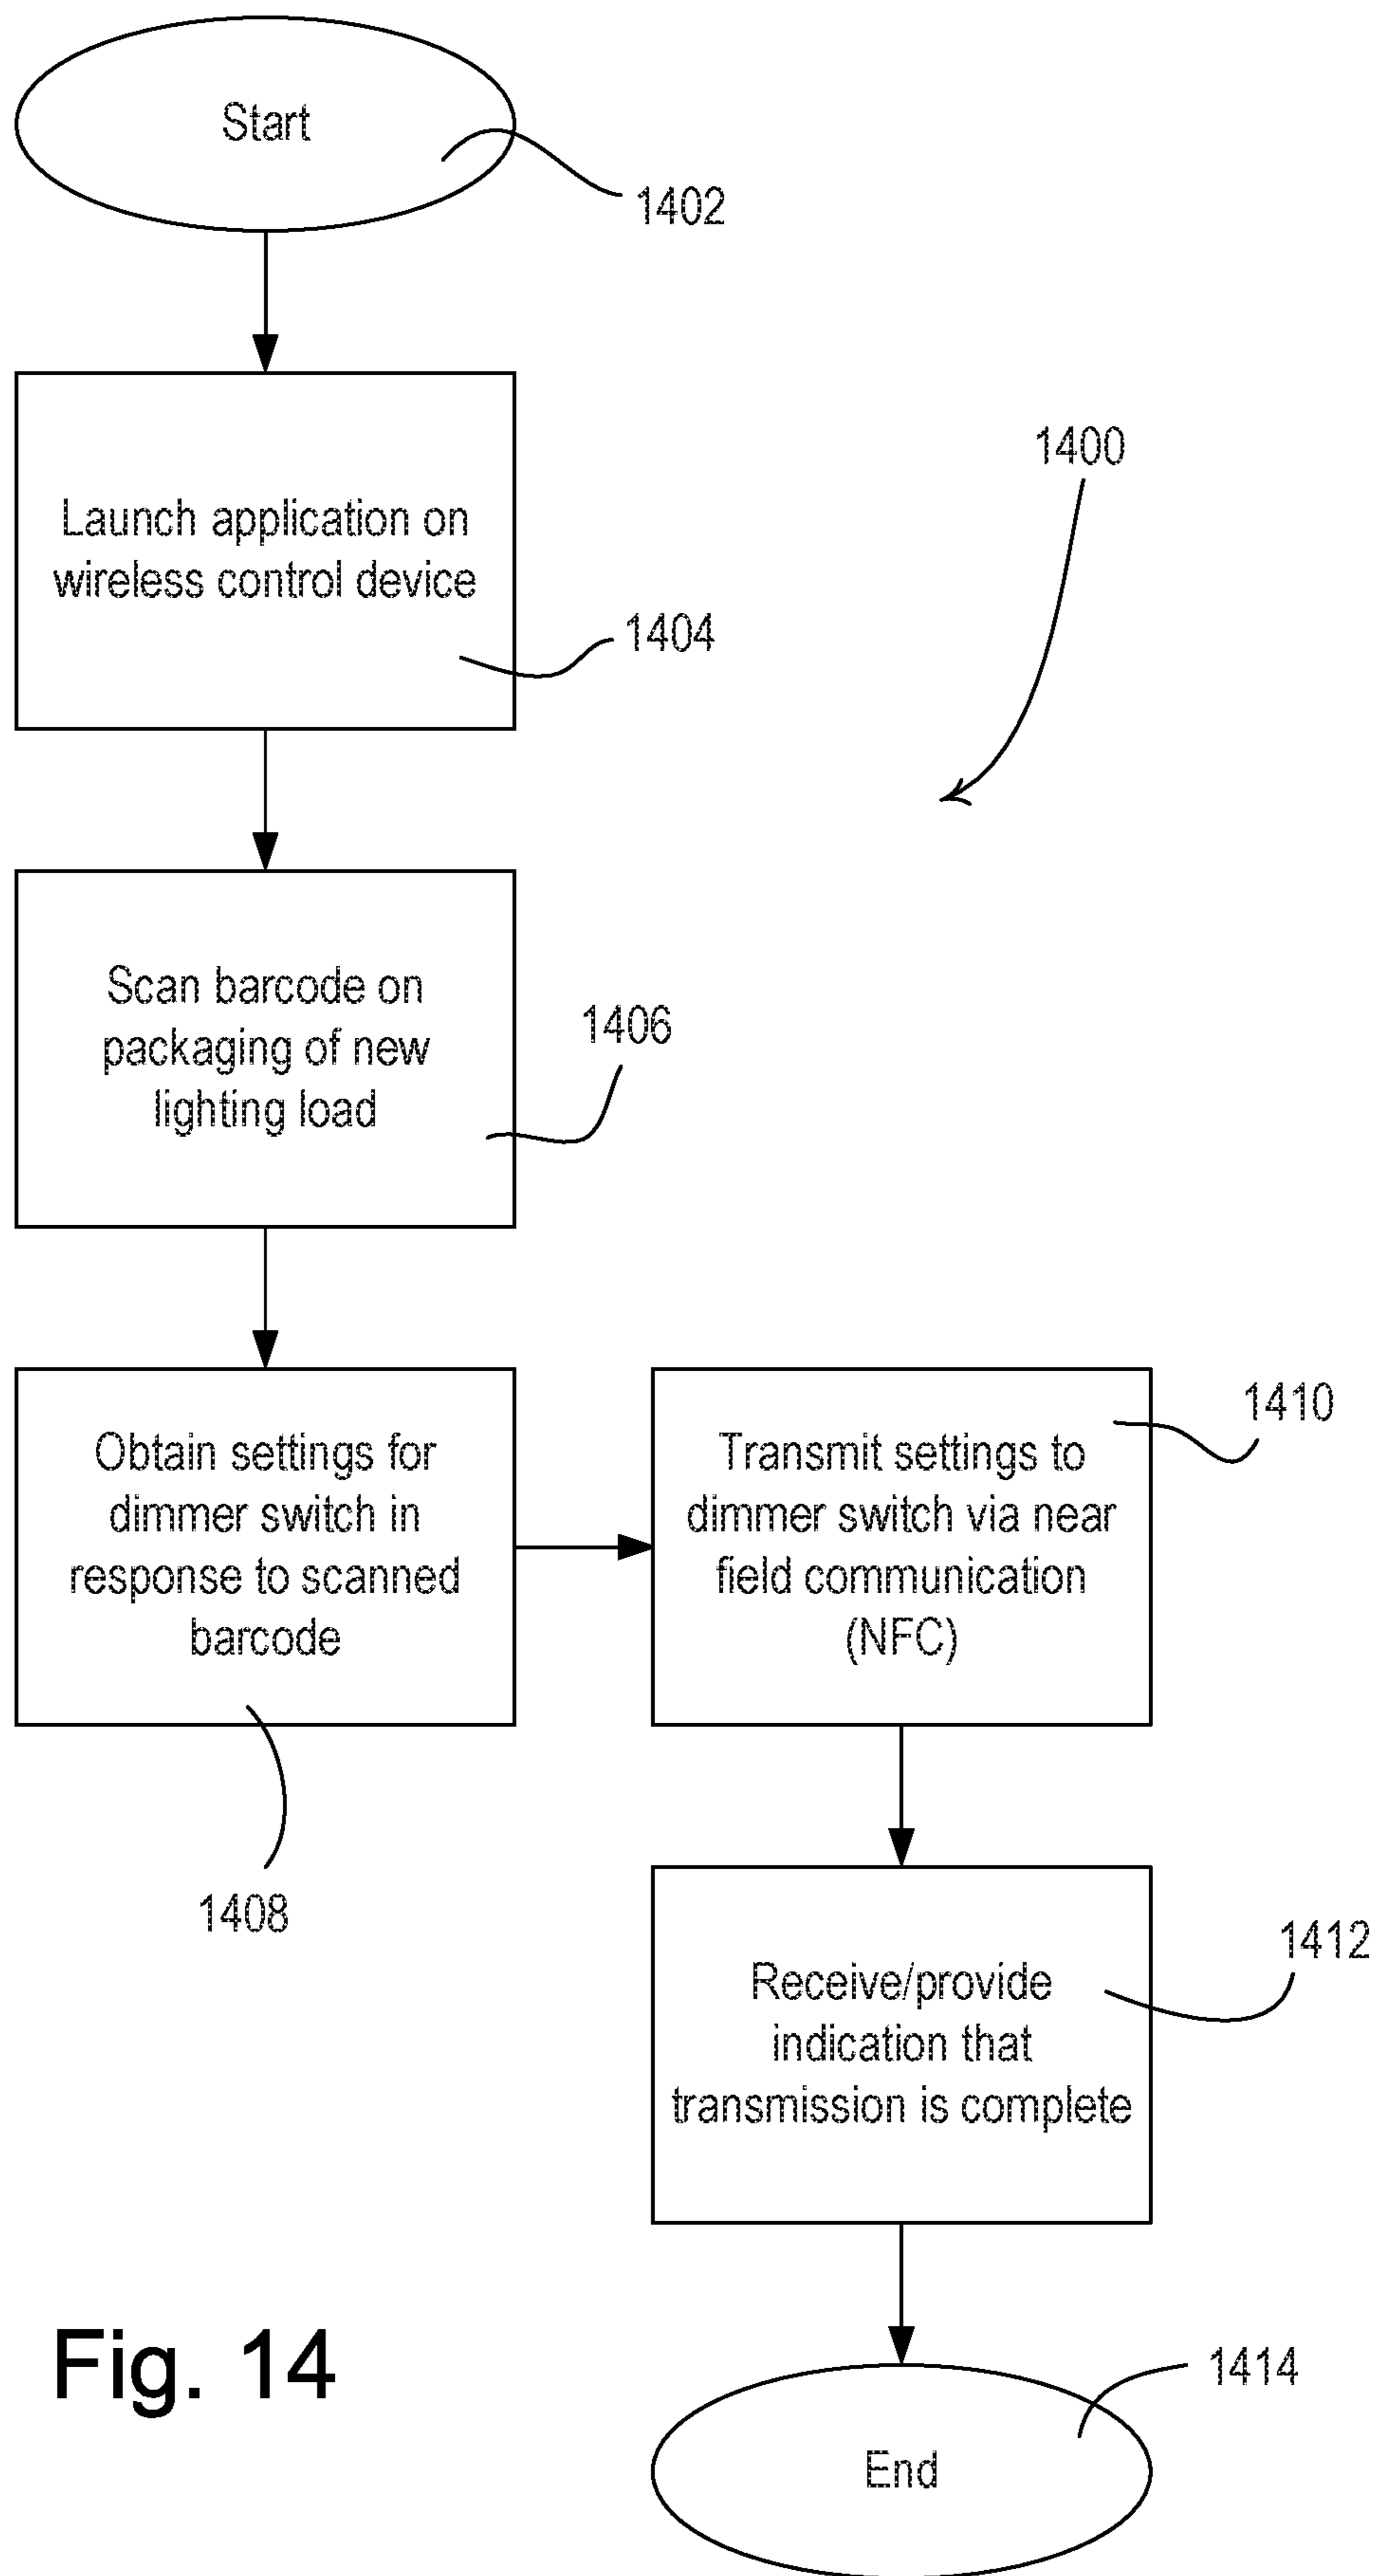 Start
1402
1400
Launch application on
wireless control device
1404
Scan barcode on
packaging of new
lighting load
1406
Obtain settings for
dimmer switch in
response to scanned
barcode
1408
Transmit settings to
dimmer switch via near
field communication
(NFC)
1410
Receive/provide
indication that
transmission is complete
1412
End
1414
Fig. 14